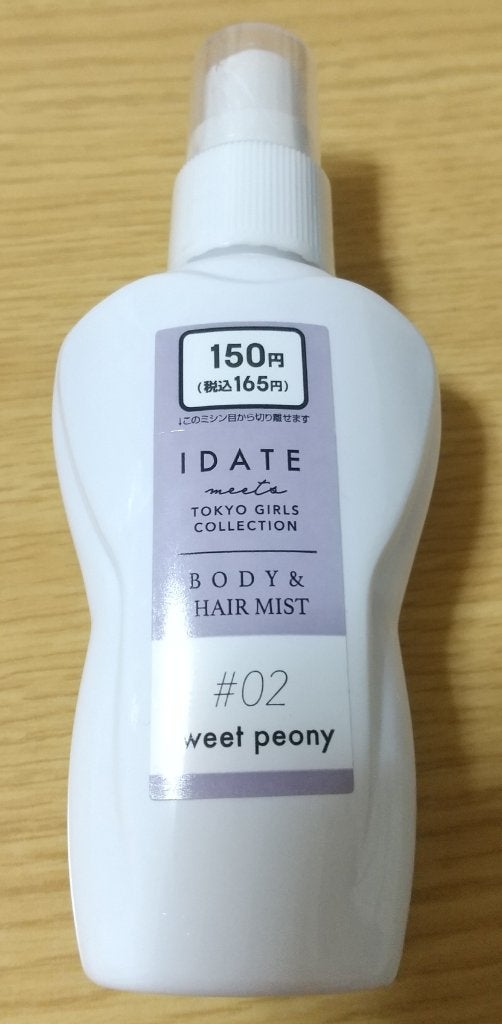 150円
(税込165円)
↓このミシン目から切り離せます
IDATE
meets
TOKYO GIRLS
COLLECTION
BODY &
HAIR MIST
#02
weet peony